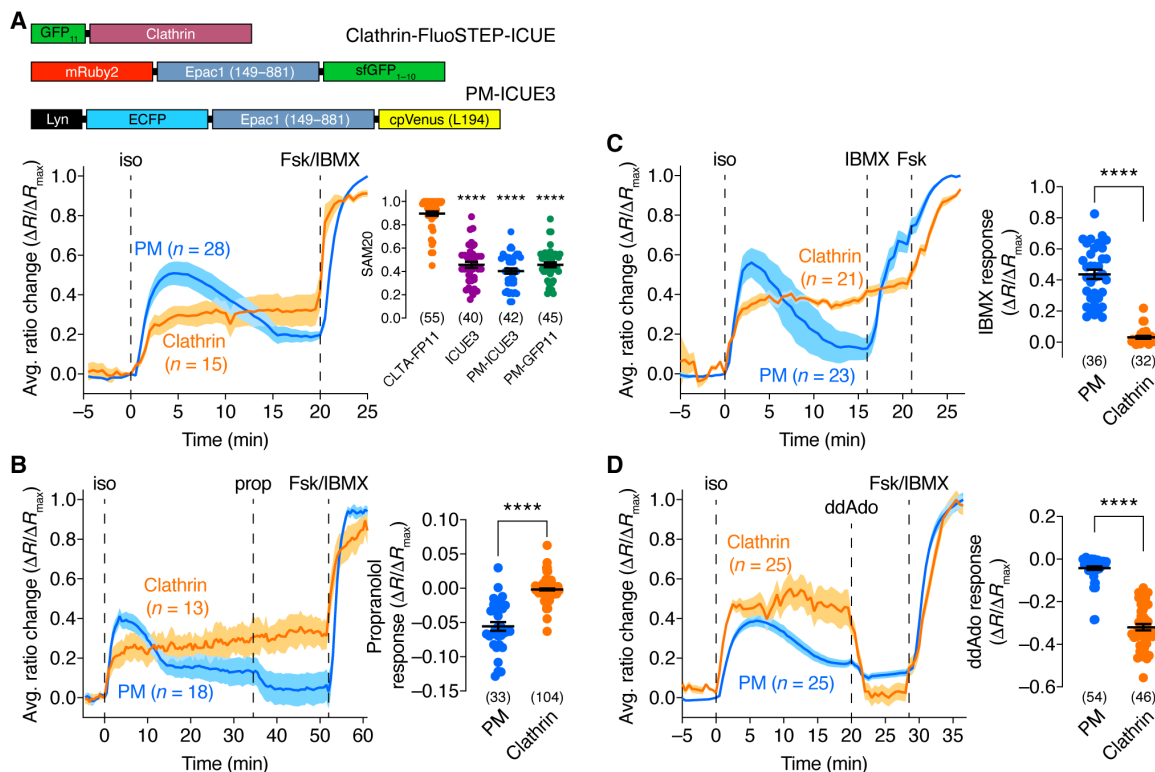 A
GFP11 Clathrin
Clathrin-FluoSTEP-ICUE
mRuby2 Epac1 (149–881) sfGFP1–10
PM-ICUE3
Lyn ECFP Epac1 (149–881) cpVenus (L194)
iso Fsk/IBMX
Avg. ratio change (ΔR/ΔRmax)
1.0
0.8
0.6
0.4
0.2
0.0
PM (n = 28)
Clathrin
(n = 15)
−5 0 5 10 15 20 25
Time (min)
SAM20
1.0
0.8
0.6
0.4
0.2
0.0
**** **** ****
(55) (40) (42) (45)
CLTA-FP11 ICUE3 PM-ICUE3 PM-GFP11
C
iso IBMX Fsk
Avg. ratio change (ΔR/ΔRmax)
1.0
0.8
0.6
0.4
0.2
0.0
Clathrin
(n = 21)
PM (n = 23)
−5 0 5 10 15 20 25
Time (min)
IBMX response
(ΔR/ΔRmax)
****
1.0
0.8
0.6
0.4
0.2
0.0
(36) (32)
PM Clathrin
B
iso prop Fsk/IBMX
Avg. ratio change (ΔR/ΔRmax)
1.0
0.8
0.6
0.4
0.2
0.0
Clathrin
(n = 13)
PM (n = 18)
0 10 20 30 40 50 60
Time (min)
Propranolol
response (ΔR/ΔRmax)
****
0.10
0.05
0.00
−0.05
−0.10
−0.15
(33) (104)
PM Clathrin
D
iso Fsk/IBMX
ddAdo
Avg. ratio change (ΔR/ΔRmax)
1.0
0.8
0.6
0.4
0.2
0.0
Clathrin
(n = 25)
PM (n = 25)
−5 0 5 10 15 20 25 30 35
Time (min)
ddAdo response
(ΔR/ΔRmax)
****
0.2
−0.0
−0.2
−0.4
−0.6
(54) (46)
PM Clathrin